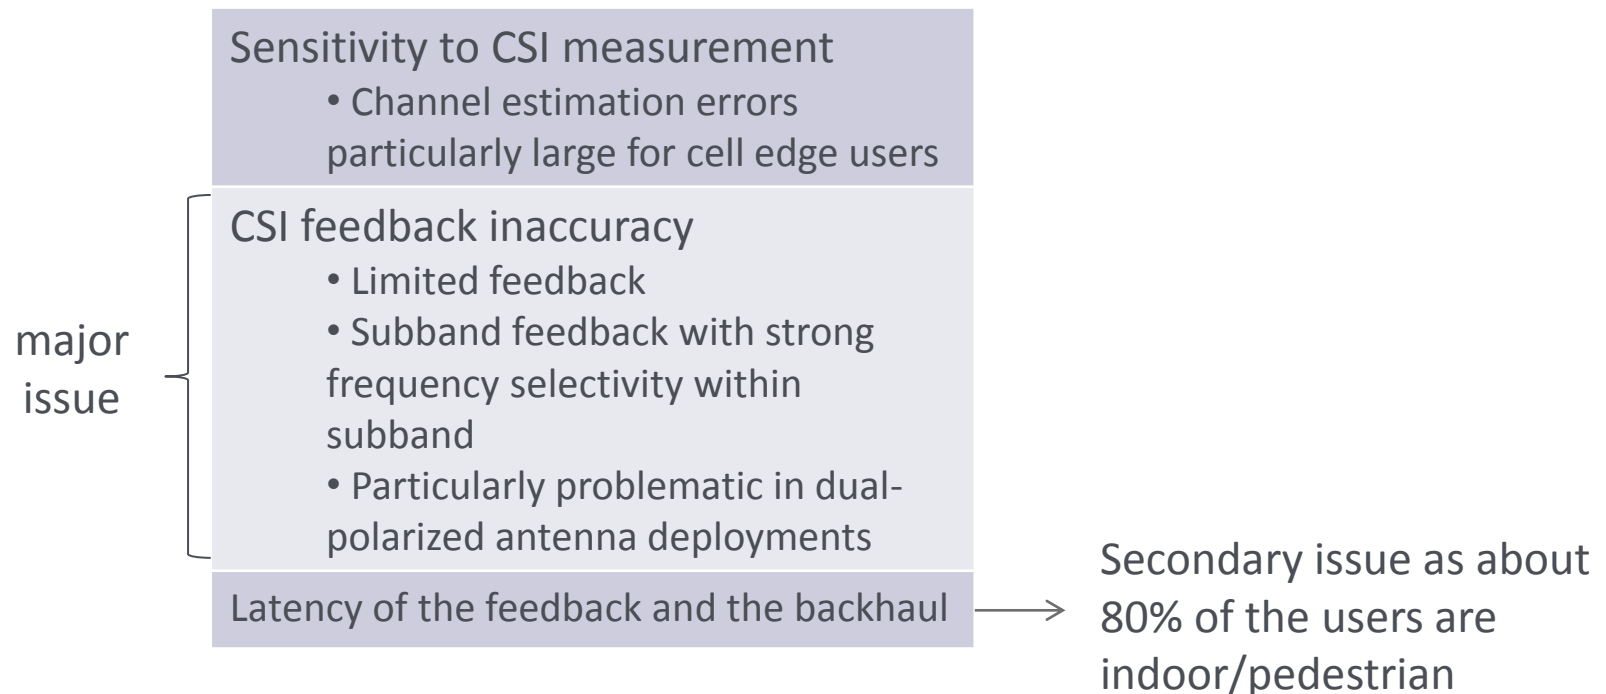 Sensitivity to CSI measurement
• Channel estimation errors
particularly large for cell edge users
major
issue
CSI feedback inaccuracy
• Limited feedback
• Subband feedback with strong
frequency selectivity within
subband
• Particularly problematic in dual-
polarized antenna deployments
Latency of the feedback and the backhaul
Secondary issue as about
80% of the users are
indoor/pedestrian